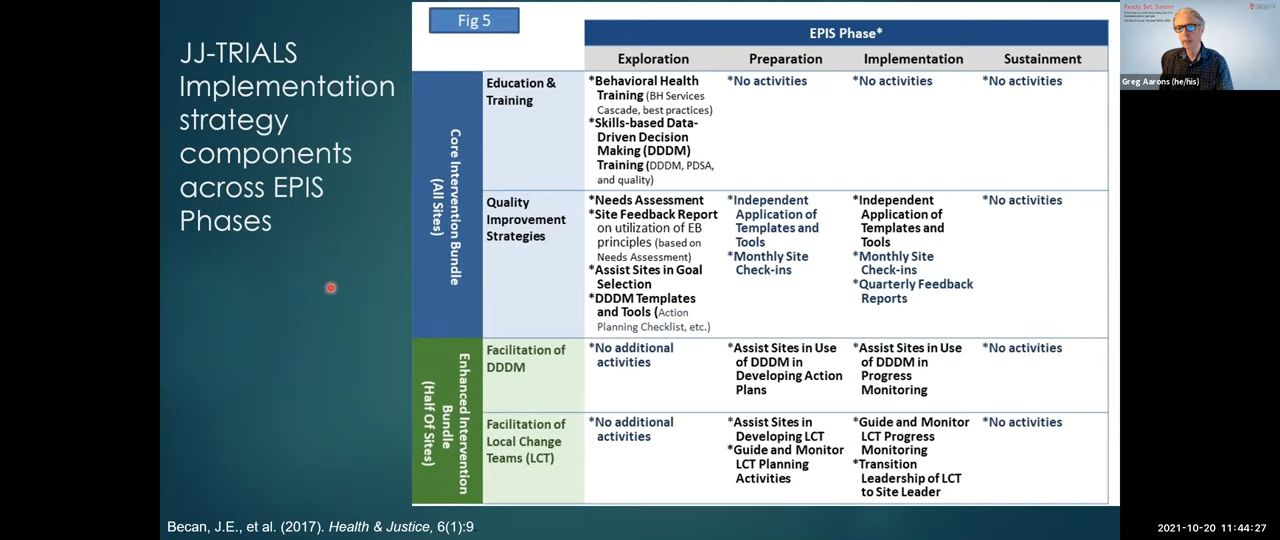 JJ-TRIALS
Implementation
strategy
components
across EPIS
Phases
Fig 5
EPIS Phase*
Exploration
Preparation
Implementation
Sustainment
Core Intervention Bundle
(All Sites)
Education &
Training
*Behavioral Health
Training (BH Services
Cascade, best practices)
*Skills-based Data-
Driven Decision
Making (DDDM)
Training (DDDM, PDSA,
and quality)
*No activities
*No activities
*No activities
Quality
Improvement
Strategies
*Needs Assessment
*Site Feedback Report
on utilization of EB
principles (based on
Needs Assessment)
*Assist Sites in Goal
Selection
*DDDM Templates
and Tools (Action
Planning Checklist, etc.)
*Independent
Application of
Templates and
Tools
*Monthly Site
Check-ins
*Independent
Application of
Templates and
Tools
*Monthly Site
Check-ins
*Quarterly Feedback
Reports
*No activities
Enhanced Intervention
Bundle
(Half Of Sites)
Facilitation of
DDDM
*No additional
activities
*Assist Sites in Use
of DDDM in
Developing Action
Plans
*Assist Sites in Use
of DDDM in
Progress
Monitoring
*No activities
Facilitation of
Local Change
Teams (LCT)
*No additional
activities
*Assist Sites in
Developing LCT
*Guide and Monitor
LCT Planning
Activities
*Guide and Monitor
LCT Progress
Monitoring
*Transition
Leadership of LCT
to Site Leader
*No activities
Becan, J.E., et al. (2017). Health & Justice, 6(1):9
Ready, Set, Sustain
Greg Aarons (he/his)
2021-10-20 11:44:27